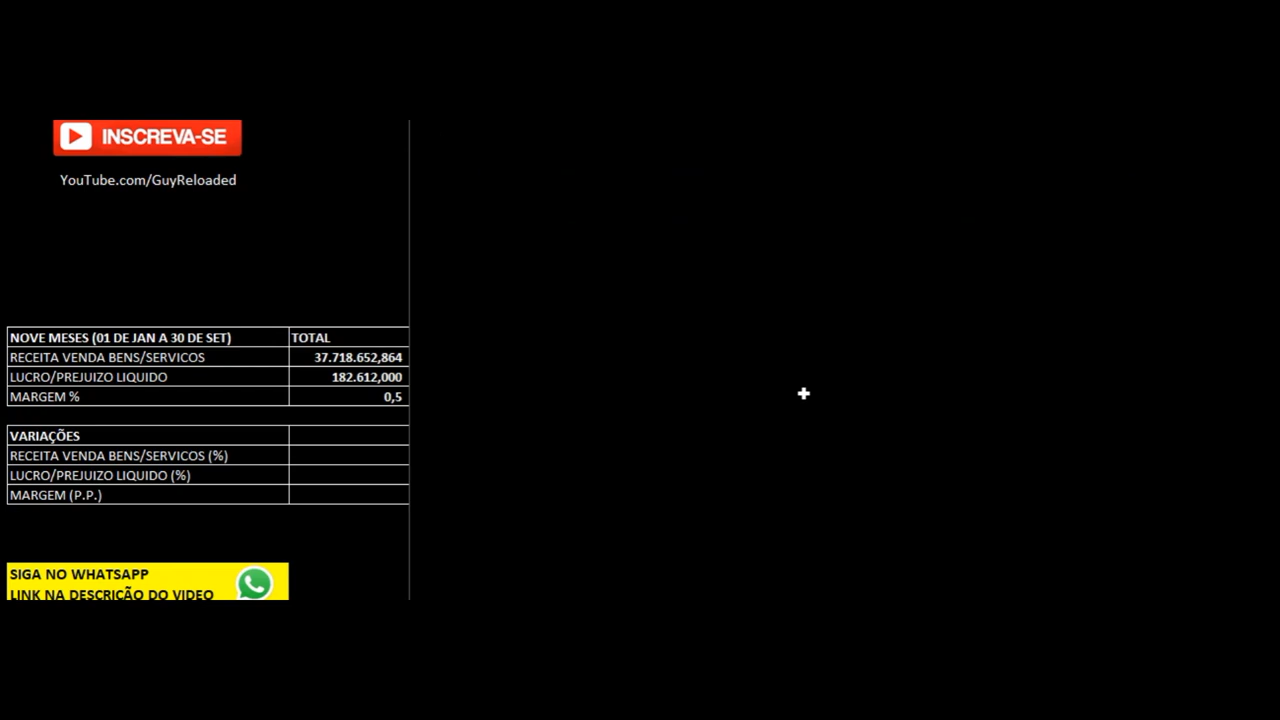 INSCREVA-SE
YouTube.com/GuyReloaded
NOVE MESES (01 DE JAN A 30 DE SET) TOTAL
RECEITA VENDA BENS/SERVICOS 37.718.652,864
LUCRO/PREJUIZO LIQUIDO 182.612,000
MARGEM % 0,5
VARIAÇÕES
RECEITA VENDA BENS/SERVICOS (%)
LUCRO/PREJUIZO LIQUIDO (%)
MARGEM (P.P.)
SIGA NO WHATSAPP
LINK NA DESCRIÇÃO DO VIDEO